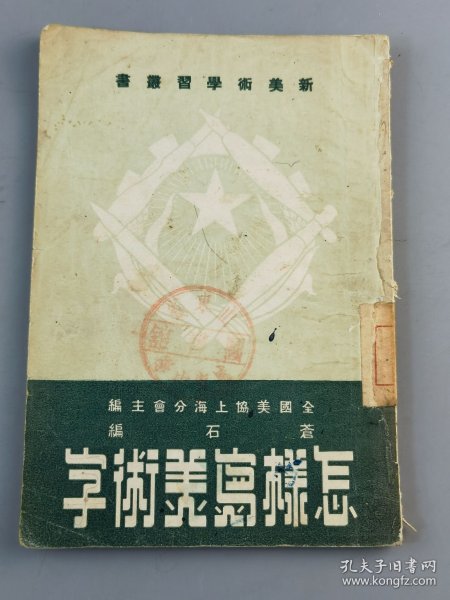 新美術學習叢書
全國美協上海分會主編
蒼石編
怎樣寫美術字
孔夫子旧书网
www.kongfz.com